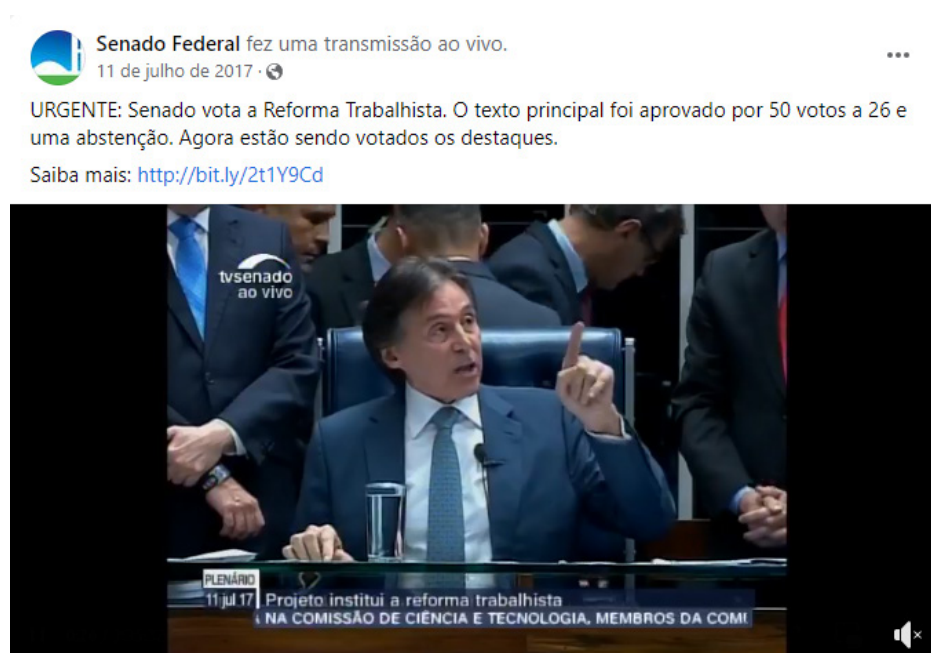 Senado Federal fez uma transmissão ao vivo.
11 de julho de 2017 ·
URGENTE: Senado vota a Reforma Trabalhista. O texto principal foi aprovado por 50 votos a 26 e
uma abstenção. Agora estão sendo votados os destaques.
Saiba mais: http://bit.ly/2t1Y9Cd
tvsenado
ao vivo
PLENÁRIO
11 jul 17 Projeto institui a reforma trabalhista
NA COMISSÃO DE CIÊNCIA E TECNOLOGIA, MEMBROS DA COMI